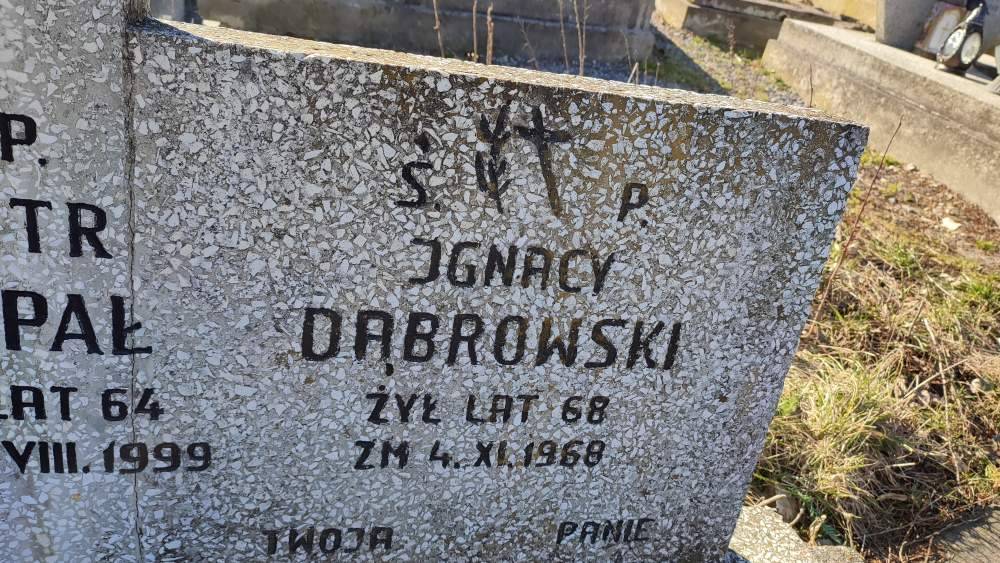 P.
TR
PAŁ
LAT 64
VIII. 1999
Ś. P.
IGNACY
DĄBROWSKI
ŻYŁ LAT 68
ZM 4. XI. 1968
TWOJA PANIE